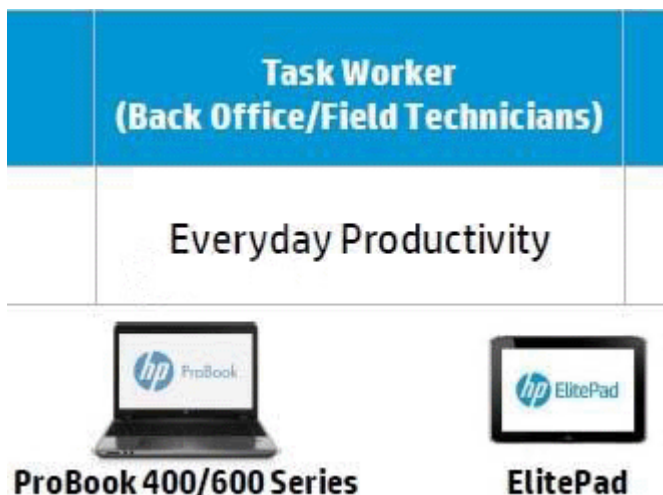 Task Worker
(Back Office/Field Technicians)
Everyday Productivity
hp ProBook
hp ElitePad
ProBook 400/600 Series
ElitePad